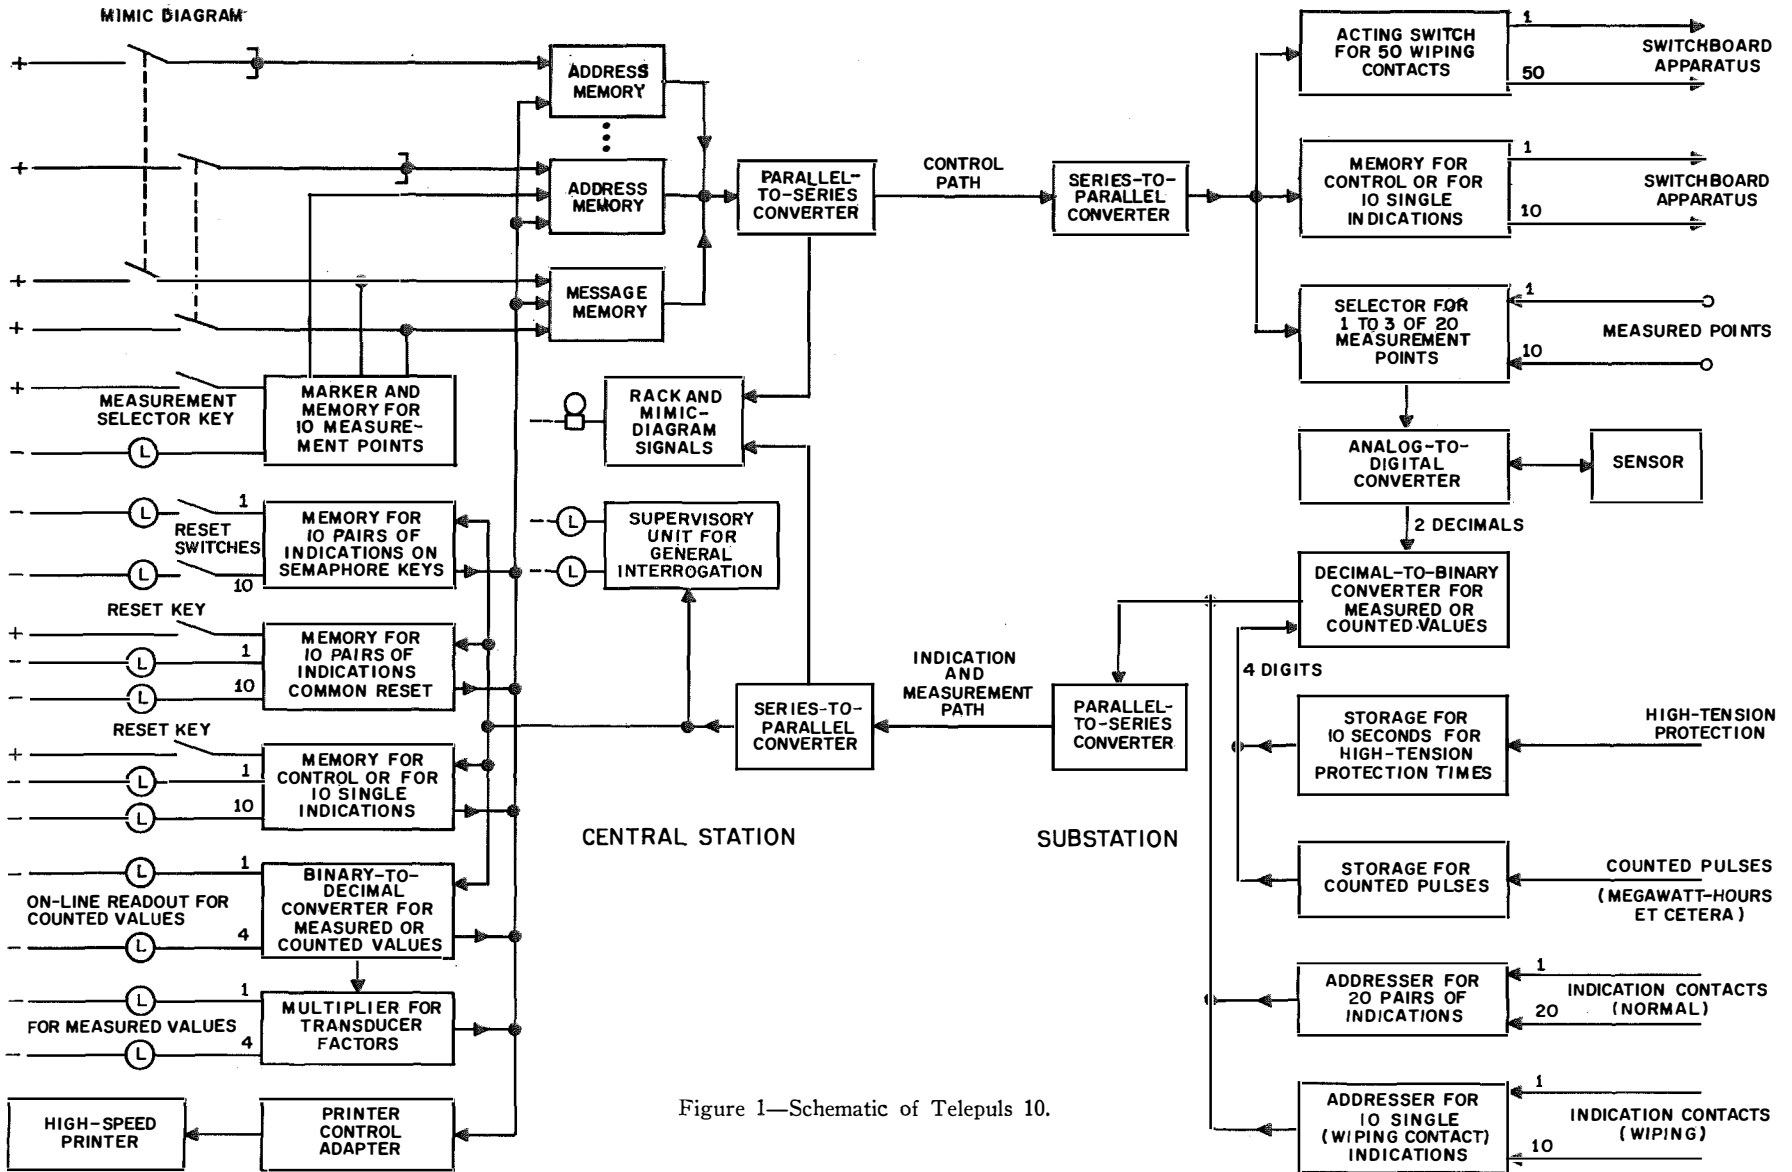 MIMIC DIAGRAM
+
+
+
+
+
MEASUREMENT
SELECTOR KEY
-
L
ADDRESS
MEMORY
ADDRESS
MEMORY
MESSAGE
MEMORY
MARKER AND
MEMORY FOR
10 MEASURE-
MENT POINTS
-
L
1
RESET
SWITCHES
-
L
10
MEMORY FOR
10 PAIRS OF
INDICATIONS ON
SEMAPHORE KEYS
RESET KEY
+
-
L
1
-
L
10
MEMORY FOR
10 PAIRS OF
INDICATIONS
COMMON RESET
RESET KEY
+
-
L
1
-
L
10
MEMORY FOR
CONTROL OR FOR
10 SINGLE
INDICATIONS
-
L
1
ON-LINE READOUT FOR
COUNTED VALUES
-
L
4
BINARY-TO-
DECIMAL
CONVERTER FOR
MEASURED OR
COUNTED VALUES
-
L
1
FOR MEASURED VALUES
-
L
4
MULTIPLIER FOR
TRANSDUCER
FACTORS
HIGH-SPEED
PRINTER
PRINTER
CONTROL
ADAPTER
PARALLEL-
TO-SERIES
CONVERTER
CONTROL
PATH
SERIES-TO-
PARALLEL
CONVERTER
RACK AND
MIMIC-
DIAGRAM
SIGNALS
L
L
SUPERVISORY
UNIT FOR
GENERAL
INTERROGATION
SERIES-TO-
PARALLEL
CONVERTER
INDICATION
AND
MEASUREMENT
PATH
PARALLEL-
TO-SERIES
CONVERTER
CENTRAL STATION
SUBSTATION
ACTING SWITCH
FOR 50 WIPING
CONTACTS
1
50
SWITCHBOARD
APPARATUS
MEMORY FOR
CONTROL OR FOR
10 SINGLE
INDICATIONS
1
10
SWITCHBOARD
APPARATUS
SELECTOR FOR
1 TO 3 OF 20
MEASUREMENT
POINTS
1
10
MEASURED POINTS
ANALOG-TO-
DIGITAL
CONVERTER
SENSOR
2 DECIMALS
DECIMAL-TO-BINARY
CONVERTER FOR
MEASURED OR
COUNTED VALUES
4 DIGITS
STORAGE FOR
10 SECONDS FOR
HIGH-TENSION
PROTECTION TIMES
HIGH-TENSION
PROTECTION
STORAGE FOR
COUNTED PULSES
COUNTED PULSES
(MEGAWATT-HOURS
ET CETERA)
ADDRESSER FOR
20 PAIRS OF
INDICATIONS
1
20
INDICATION CONTACTS
(NORMAL)
ADDRESSER FOR
10 SINGLE
(WIPING CONTACT)
INDICATIONS
1
10
INDICATION CONTACTS
(WIPING)
Figure 1—Schematic of Telepuls 10.